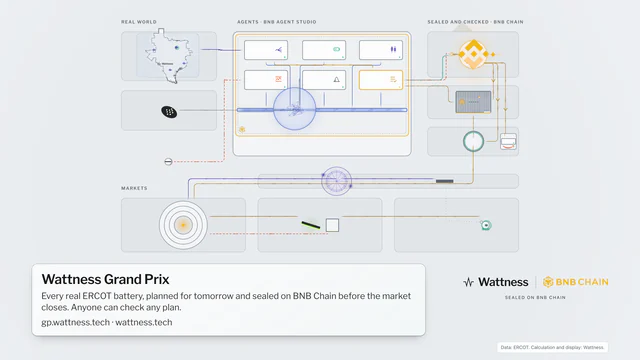 REAL WORLD
AGENTS · BNB AGENT STUDIO
SEALED AND CHECKED · BNB CHAIN
MARKETS
Wattness Grand Prix
Every real ERCOT battery, planned for tomorrow and sealed on BNB Chain before the market
closes. Anyone can check any plan.
gp.wattness.tech · wattness.tech
Wattness
BNB CHAIN
SEALED ON BNB CHAIN
Data: ERCOT. Calculation and display: Wattness.